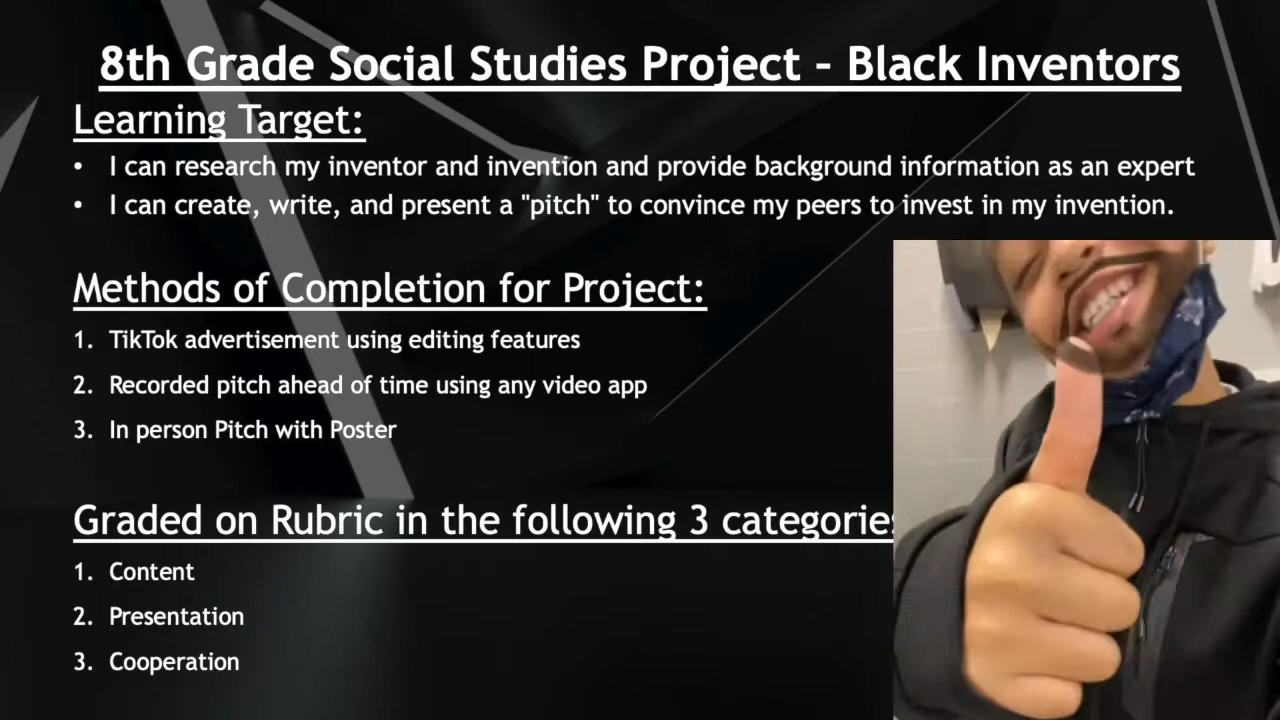 8th Grade Social Studies Project – Black Inventors
Learning Target:
• I can research my inventor and invention and provide background information as an expert
• I can create, write, and present a "pitch" to convince my peers to invest in my invention.
Methods of Completion for Project:
1. TikTok advertisement using editing features
2. Recorded pitch ahead of time using any video app
3. In person Pitch with Poster
Graded on Rubric in the following 3 categories
1. Content
2. Presentation
3. Cooperation